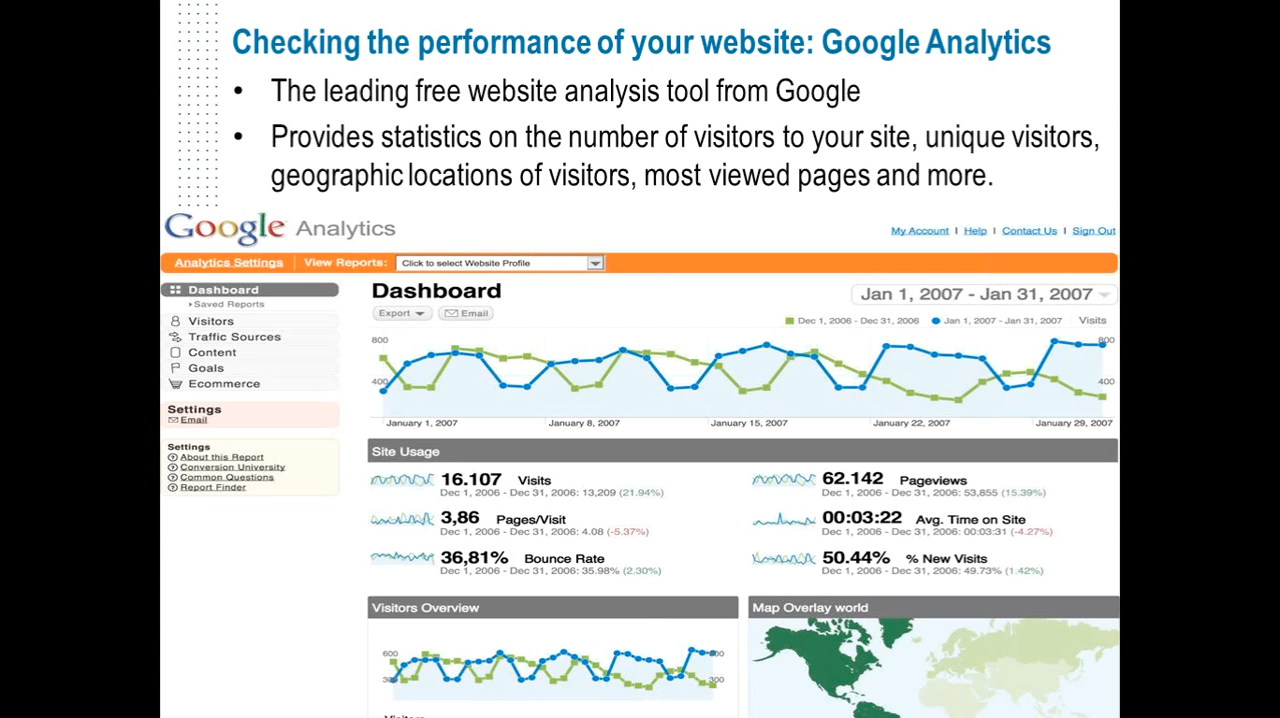 Checking the performance of your website: Google Analytics
• The leading free website analysis tool from Google
• Provides statistics on the number of visitors to your site, unique visitors,
geographic locations of visitors, most viewed pages and more.
Google Analytics
My Account | Help | Contact Us | Sign Out
Analytics Settings | View Reports: Click to select Website Profile
Dashboard
Saved Reports
Visitors
Traffic Sources
Content
Goals
Ecommerce
Settings
Email
Settings
About this Report
Conversion University
Common Questions
Report Finder
Dashboard
Jan 1, 2007 - Jan 31, 2007
Export Email
Dec 1, 2006 - Dec 31, 2006 Jan 1, 2007 - Jan 31, 2007 Visits
800 800
400 400
January 1, 2007 January 8, 2007 January 15, 2007 January 22, 2007 January 29, 2007
Site Usage
16.107 Visits
Dec 1, 2006 - Dec 31, 2006: 13,209 (21.94%)
62.142 Pageviews
Dec 1, 2006 - Dec 31, 2006: 53,855 (15.39%)
3,86 Pages/Visit
Dec 1, 2006 - Dec 31, 2006: 4.08 (-5.37%)
00:03:22 Avg. Time on Site
Dec 1, 2006 - Dec 31, 2006: 00:03:31 (-4.27%)
36,81% Bounce Rate
Dec 1, 2006 - Dec 31, 2006: 35.98% (2.30%)
50.44% % New Visits
Dec 1, 2006 - Dec 31, 2006: 49.73% (1.42%)
Visitors Overview
600 600
300 300
Visitors
Map Overlay world